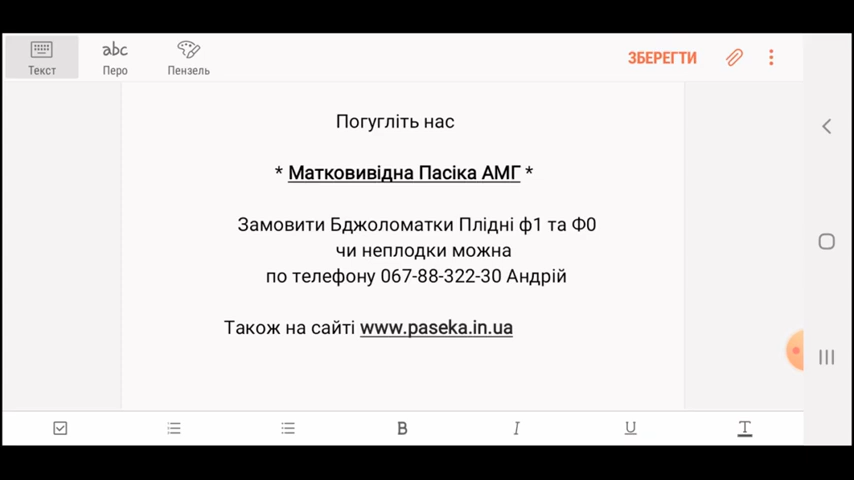 Текст
abc
Перо
Пензель
ЗБЕРЕГТИ
Погугліть нас
* Матковивідна Пасіка АМГ *
Замовити Бджоломатки Плідні ф1 та Ф0
чи неплодки можна
по телефону 067-88-322-30 Андрій
Також на сайті www.paseka.in.ua
B
I
U
T